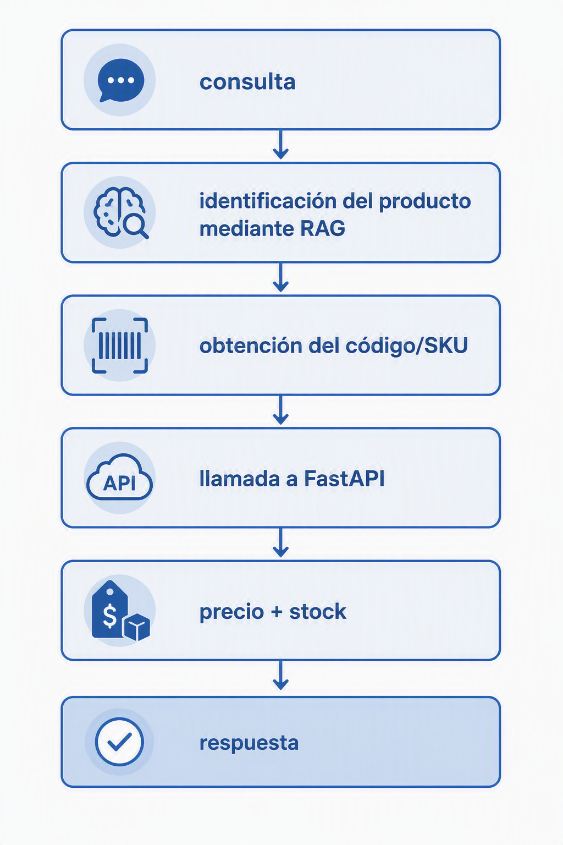 consulta
identificación del producto
mediante RAG
obtención del código/SKU
API
llamada a FastAPI
$
precio + stock
respuesta